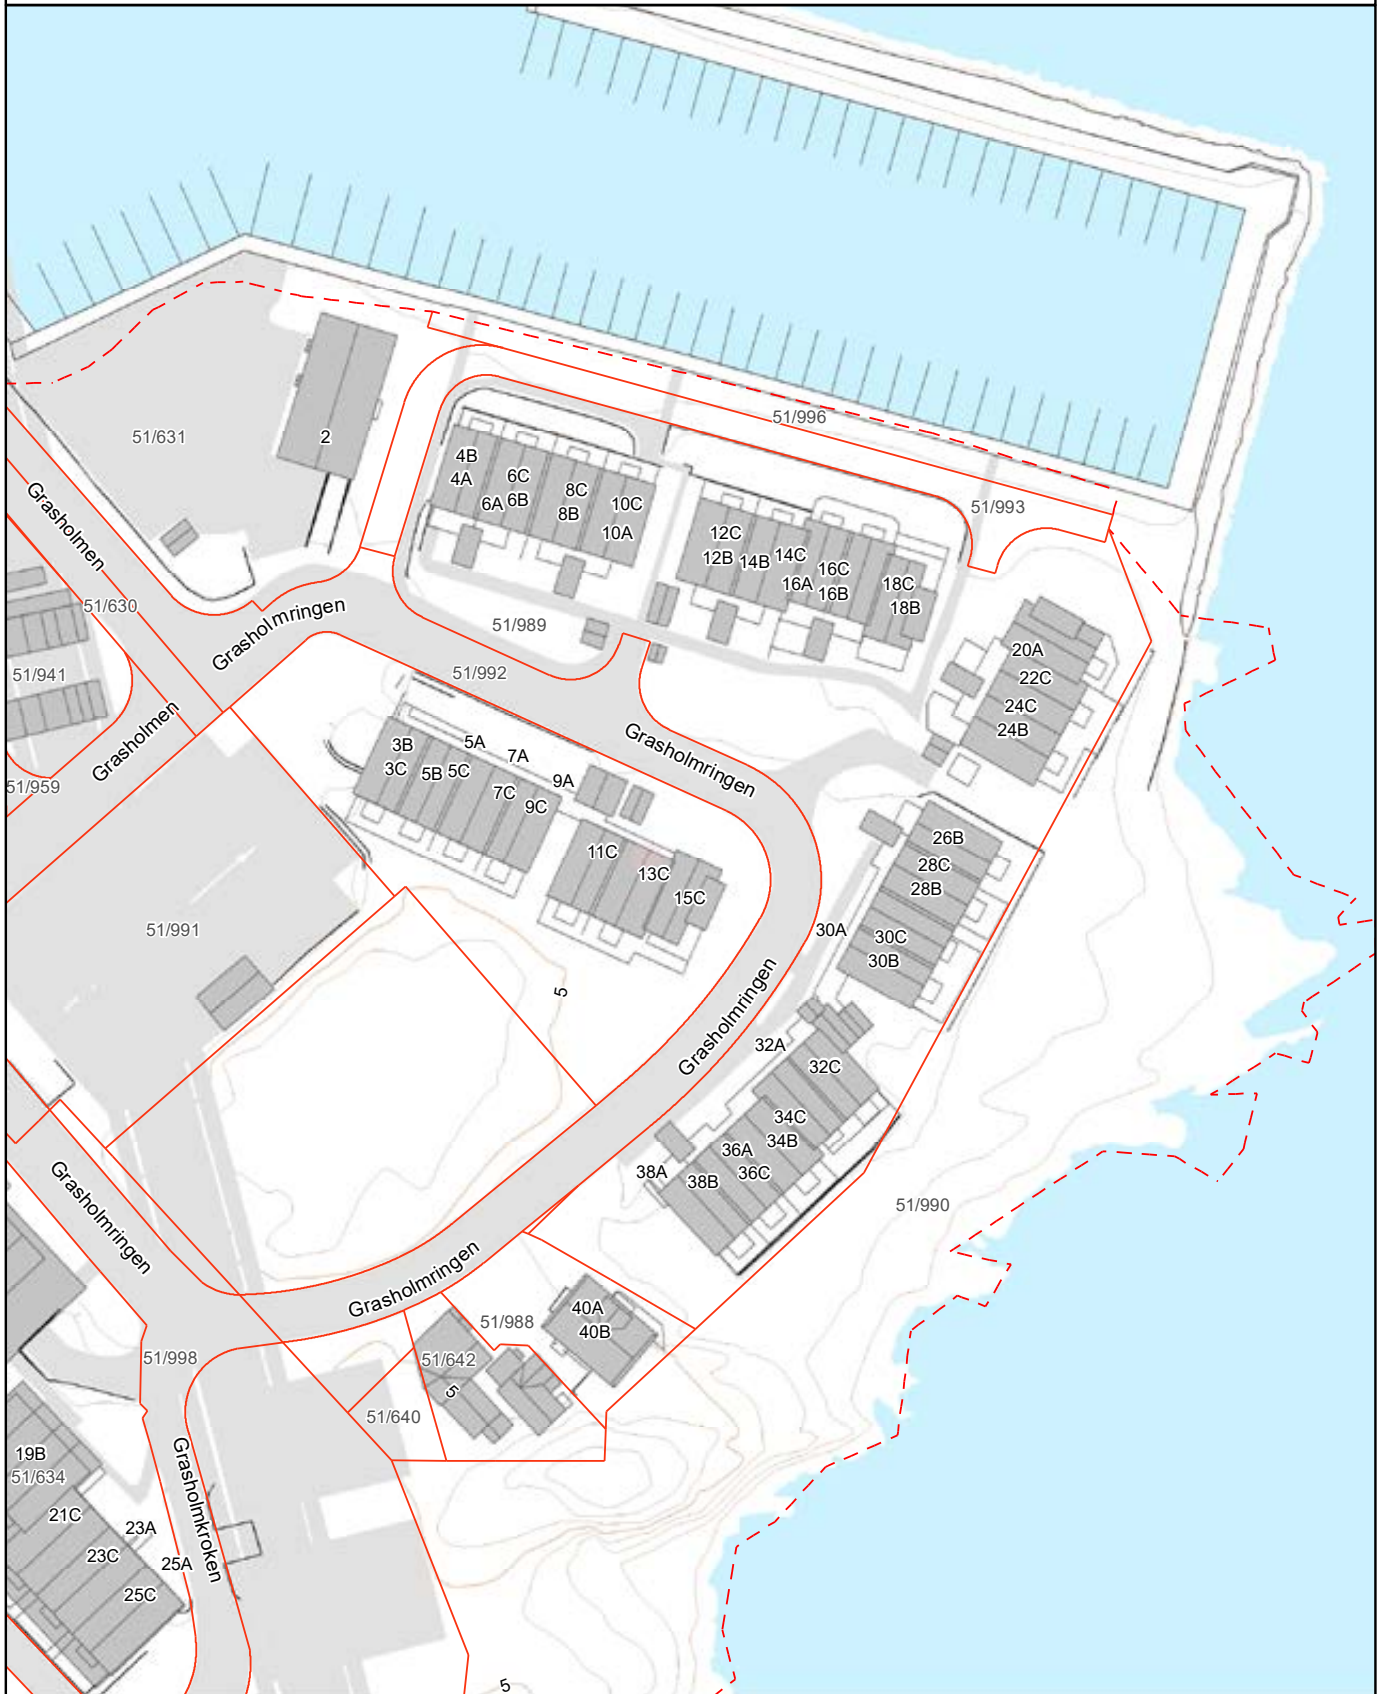 51/996
51/631
2
4B
4A
6C
6A
6B
8C
8B
10C
10A
51/993
Grasholmen
12C
12B
14B
14C
16A
16C
16B
18C
18B
51/630
Grasholmringen
51/989
51/992
51/941
20A
22C
24C
24B
Grasholmen
51/959
3B
3C
5A
5B
5C
7A
7C
9A
9C
Grasholmringen
11C
13C
15C
26B
28C
28B
51/991
30A
30C
30B
5
Grasholmringen
32A
32C
34C
34B
36A
36C
38A
38B
51/990
Grasholmringen
Grasholmringen
40A
40B
51/988
51/998
51/642
5
51/640
19B
51/634
21C
23A
23C
25A
25C
Grasholmkroken
5